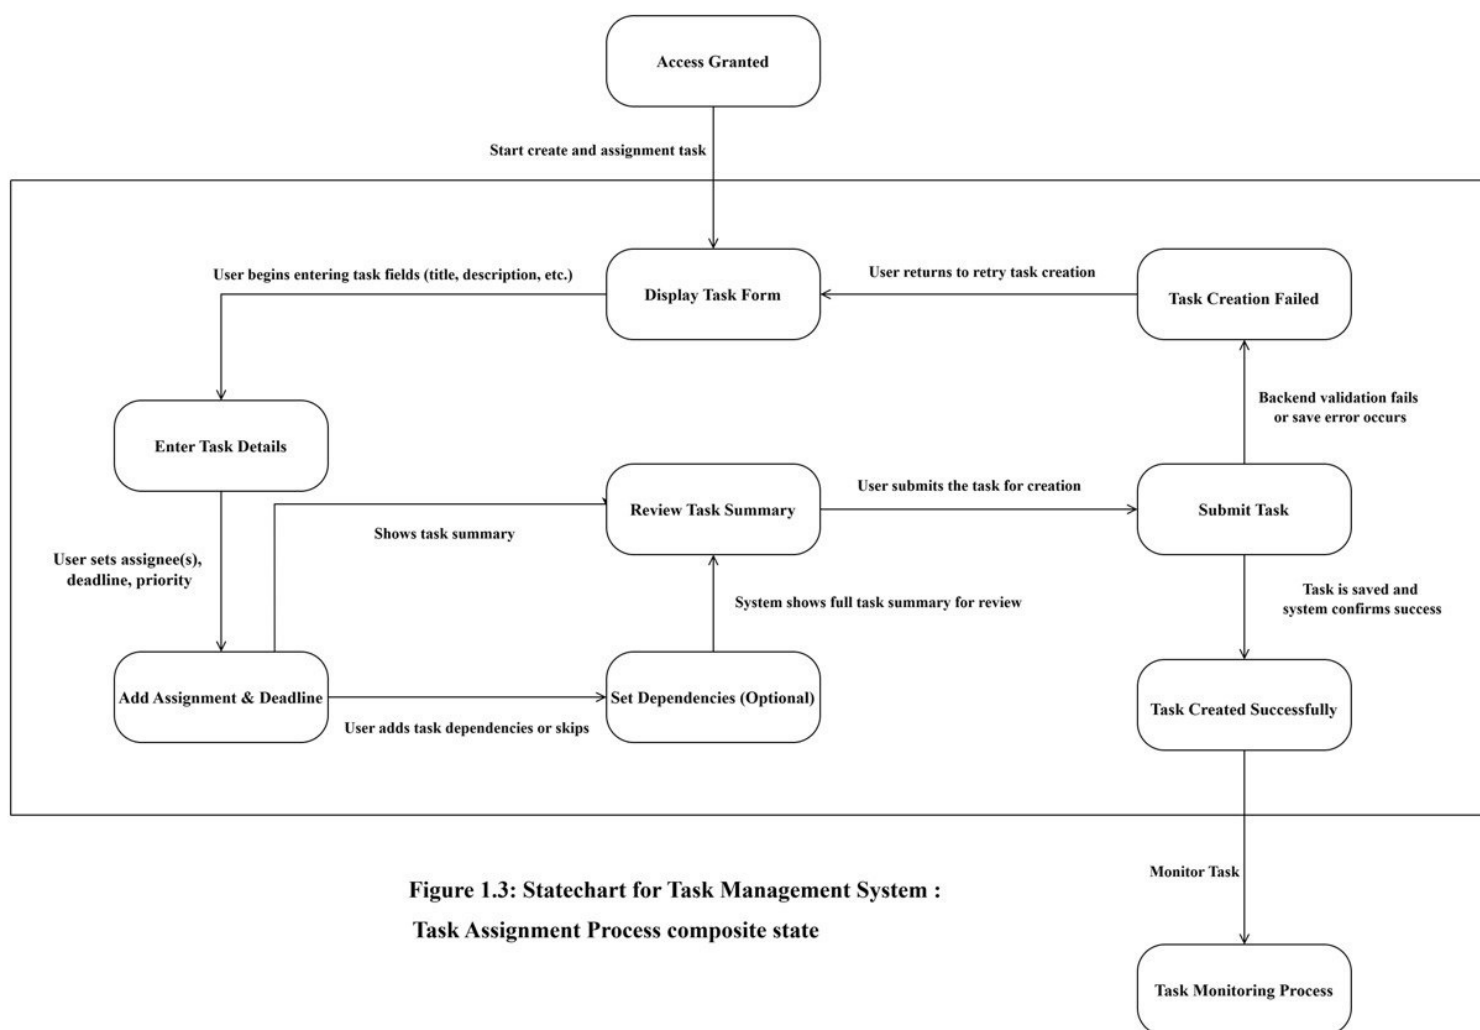 Access Granted
Start create and assignment task
User begins entering task fields (title, description, etc.)
Display Task Form
User returns to retry task creation
Task Creation Failed
Backend validation fails
or save error occurs
Enter Task Details
Review Task Summary
User submits the task for creation
Submit Task
Shows task summary
User sets assignee(s),
deadline, priority
System shows full task summary for review
Task is saved and
system confirms success
Add Assignment & Deadline
User adds task dependencies or skips
Set Dependencies (Optional)
Task Created Successfully
Monitor Task
Figure 1.3: Statechart for Task Management System :
Task Assignment Process composite state
Task Monitoring Process